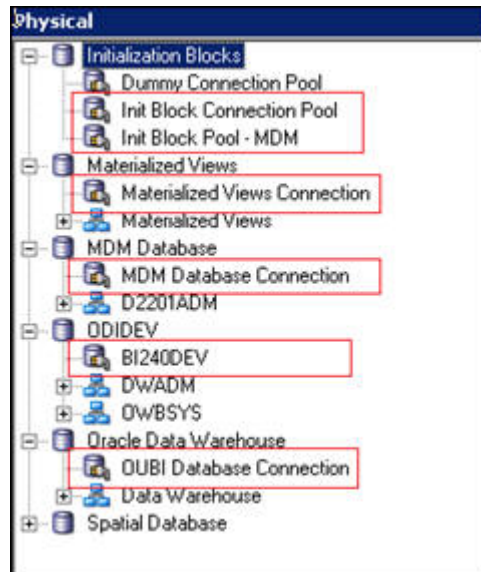 Physical
Initialization Blocks
Dummy Connection Pool
Init Block Connection Pool
Init Block Pool - MDM
Materialized Views
Materialized Views Connection
Materialized Views
MDM Database
MDM Database Connection
D2201ADM
ODIDEV
BI240DEV
DWADM
OWBSYS
Oracle Data Warehouse
OUBI Database Connection
Data Warehouse
Spatial Database